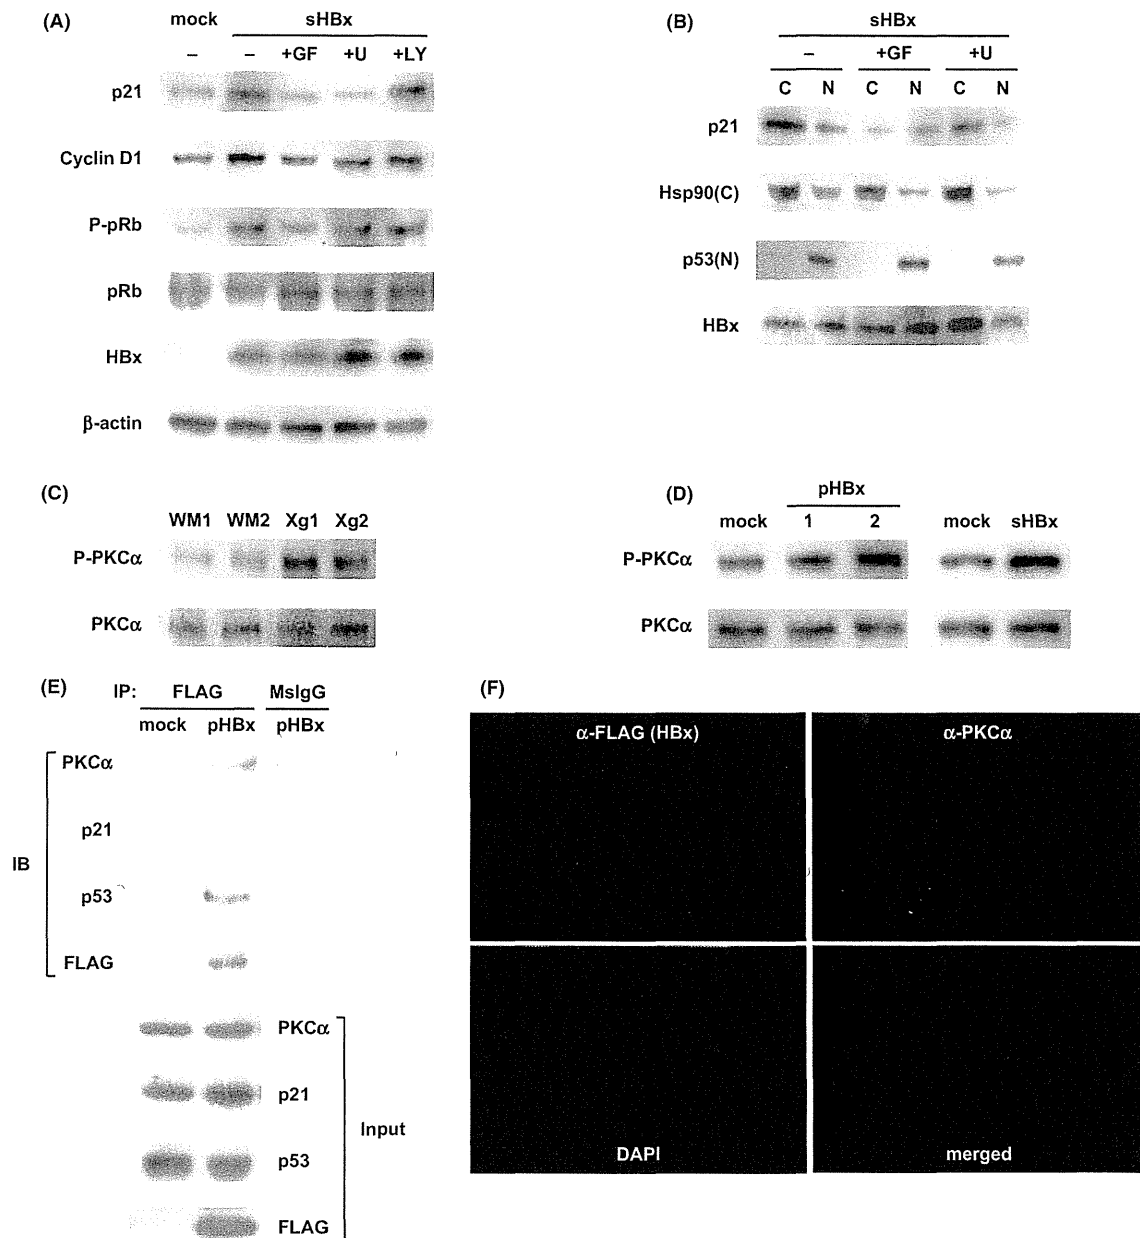 (A)
mock sHBx
– – +GF +U +LY
p21
Cyclin D1
P-pRb
pRb
HBx
β-actin
(B)
sHBx
– +GF +U
C N C N C N
p21
Hsp90(C)
p53(N)
HBx
(C)
WM1 WM2 Xg1 Xg2
P-PKCα
PKCα
(D)
pHBx
mock 1 2 mock sHBx
P-PKCα
PKCα
(E)
IP: FLAG MsIgG
mock pHBx pHBx
IB
PKCα
p21
p53
FLAG
PKCα
p21
p53
FLAG
Input
(F)
α-FLAG (HBx)
α-PKCα
DAPI
merged